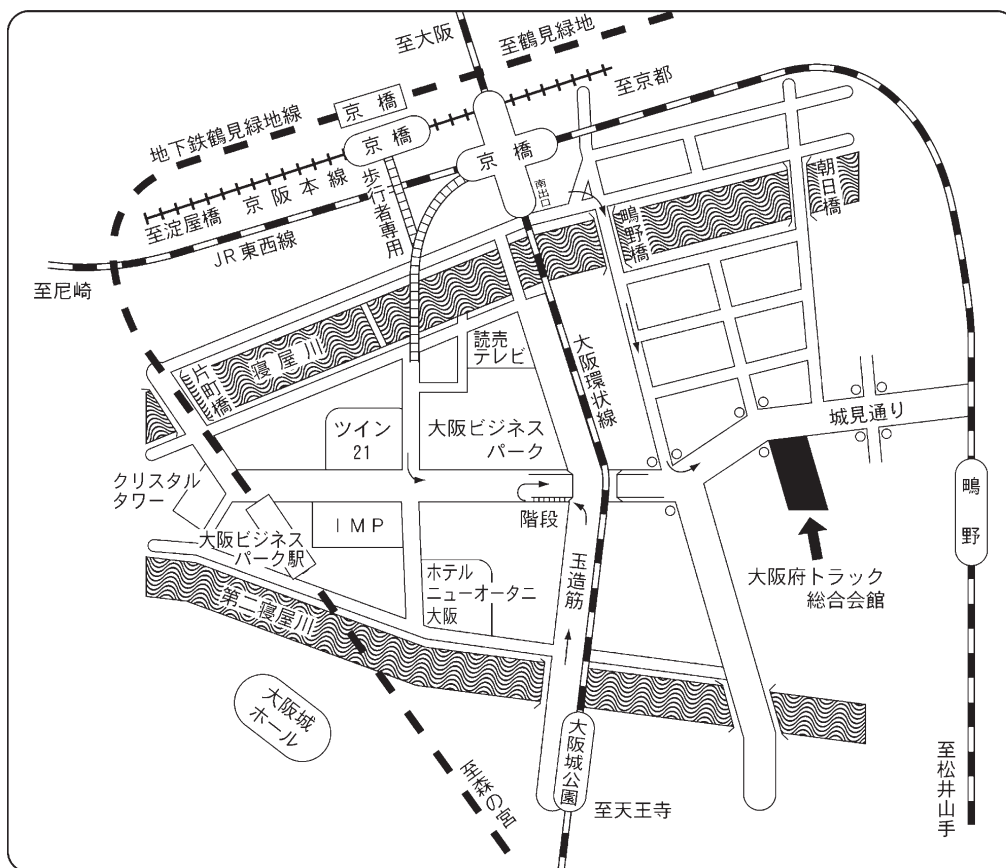 至大阪
至鶴見緑地
至京都
地下鉄鶴見緑地線
京橋
京橋
京橋
南出口
京阪本線
至淀屋橋
歩行者専用
JR東西線
至尼崎
鴫野橋
朝日橋
寝屋川
片町橋
読売
テレビ
大阪環状線
城見通り
ツイン
21
大阪ビジネス
パーク
クリスタル
タワー
IMP
階段
鴫野
大阪ビジネス
パーク駅
ホテル
ニューオータニ
大阪
玉造筋
大阪府トラック
総合会館
第二寝屋川
大阪城
ホール
至森の宮
大阪城公園
至天王寺
至松井山手